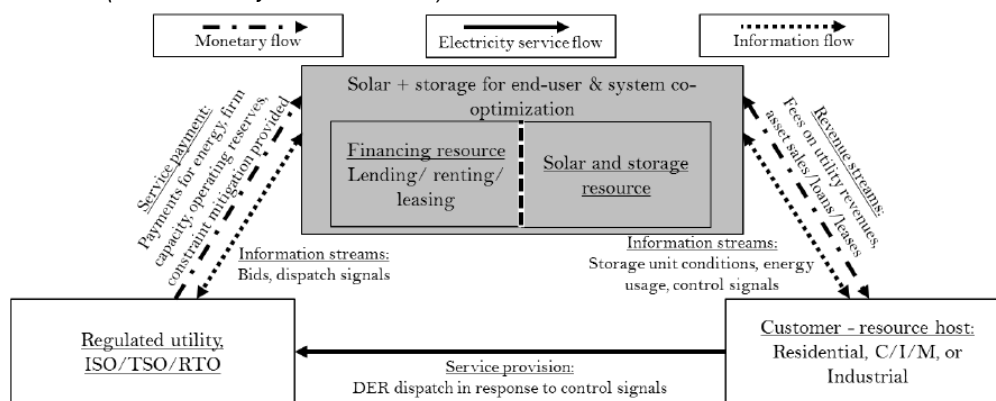 Monetary flow
Electricity service flow
Information flow
Solar + storage for end-user & system co-
optimization
Financing resource
Lending/ renting/
leasing
Solar and storage
resource
Service payment:
Payments for energy, firm
capacity, operating reserves,
constraint mitigation provided
Revenue streams:
Fees on utility revenues,
asset sales/loans/leases
Information streams:
Bids, dispatch signals
Information streams:
Storage unit conditions, energy
usage, control signals
Regulated utility,
ISO/TSO/RTO
Customer - resource host:
Residential, C/I/M, or
Industrial
Service provision:
DER dispatch in response to control signals